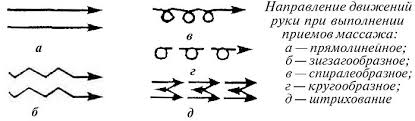 а
б
в
г
д
Направление движений
руки при выполнении
приемов массажа:
а — прямолинейное;
б — зигзагообразное;
в — спиралеобразное;
г — кругообразное;
д — штрихование